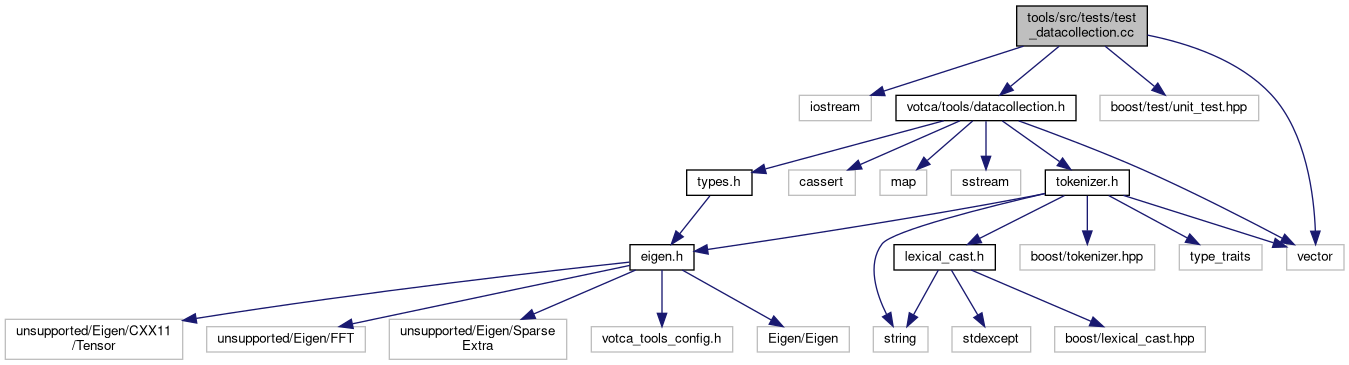 tools/src/tests/test
_datacollection.cc
iostream
votca/tools/datacollection.h
boost/test/unit_test.hpp
types.h
cassert
map
sstream
tokenizer.h
eigen.h
lexical_cast.h
boost/tokenizer.hpp
type_traits
vector
unsupported/Eigen/CXX11
/Tensor
unsupported/Eigen/FFT
unsupported/Eigen/Sparse
Extra
votca_tools_config.h
Eigen/Eigen
string
stdexcept
boost/lexical_cast.hpp